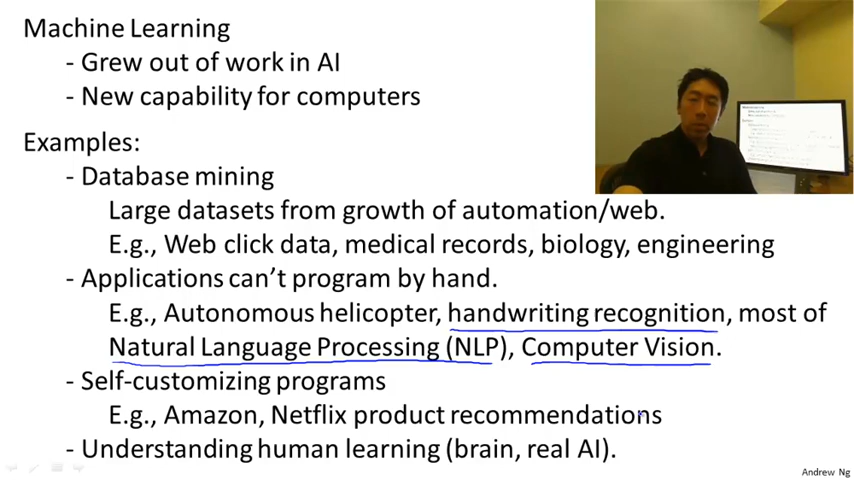 Machine Learning
- Grew out of work in AI
- New capability for computers
Examples:
- Database mining
Large datasets from growth of automation/web.
E.g., Web click data, medical records, biology, engineering
- Applications can’t program by hand.
E.g., Autonomous helicopter, handwriting recognition, most of
Natural Language Processing (NLP), Computer Vision.
- Self-customizing programs
E.g., Amazon, Netflix product recommendations
- Understanding human learning (brain, real AI).
Andrew Ng